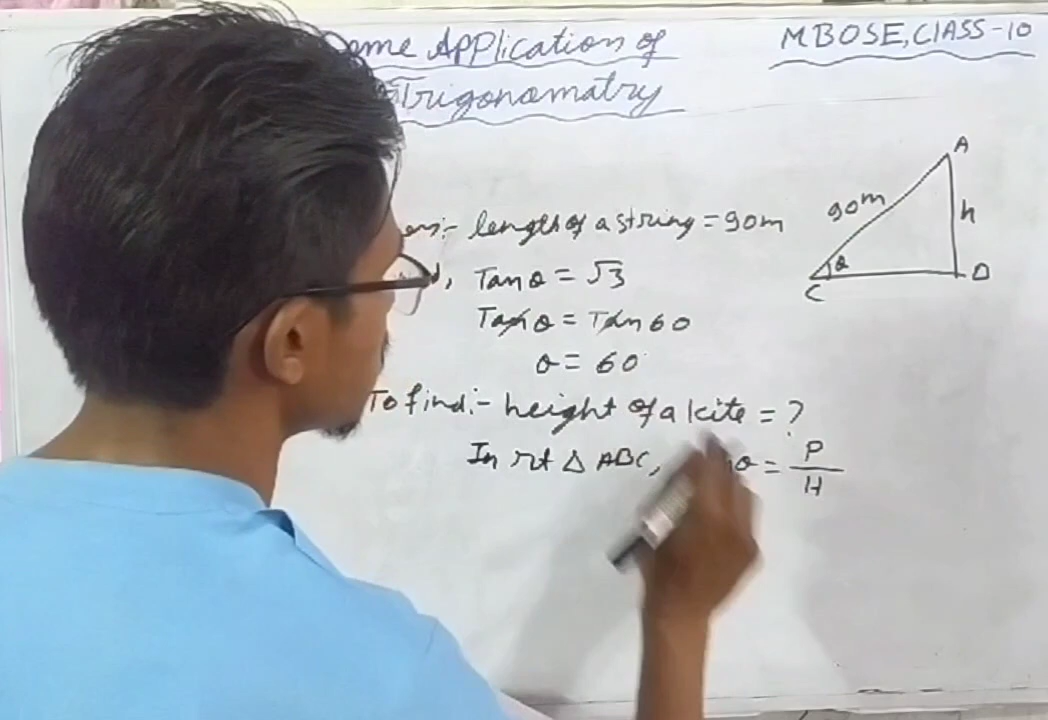 Application of
Trigonomatry
MBOSE, CLASS-10
length of a string = 90m
Tan θ = √3
Tan θ = Tan 60
θ = 60
To find:- height of a kite = ?
In rt Δ ABC, θ = P/H
A
90m
h
θ
C